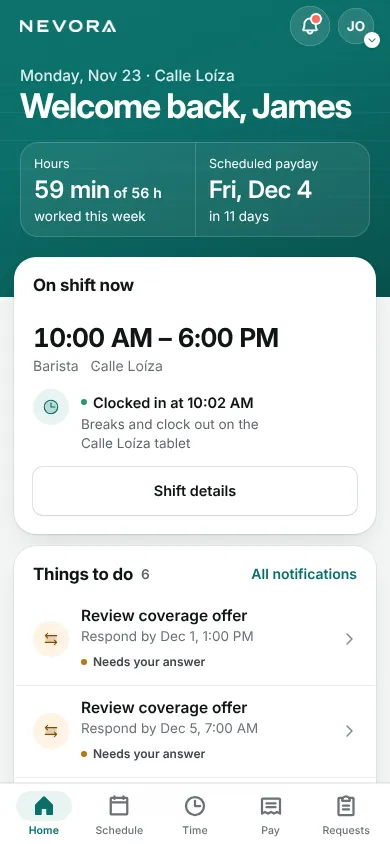 NEVORA
JO
Monday, Nov 23 · Calle Loíza
Welcome back, James
Hours
59 min of 56 h
worked this week
Scheduled payday
Fri, Dec 4
in 11 days
On shift now
10:00 AM – 6:00 PM
Barista Calle Loíza
Clocked in at 10:02 AM
Breaks and clock out on the
Calle Loíza tablet
Shift details
Things to do 6
All notifications
Review coverage offer
Respond by Dec 1, 1:00 PM
Needs your answer
Review coverage offer
Respond by Dec 5, 7:00 AM
Needs your answer
Home
Schedule
Time
Pay
Requests